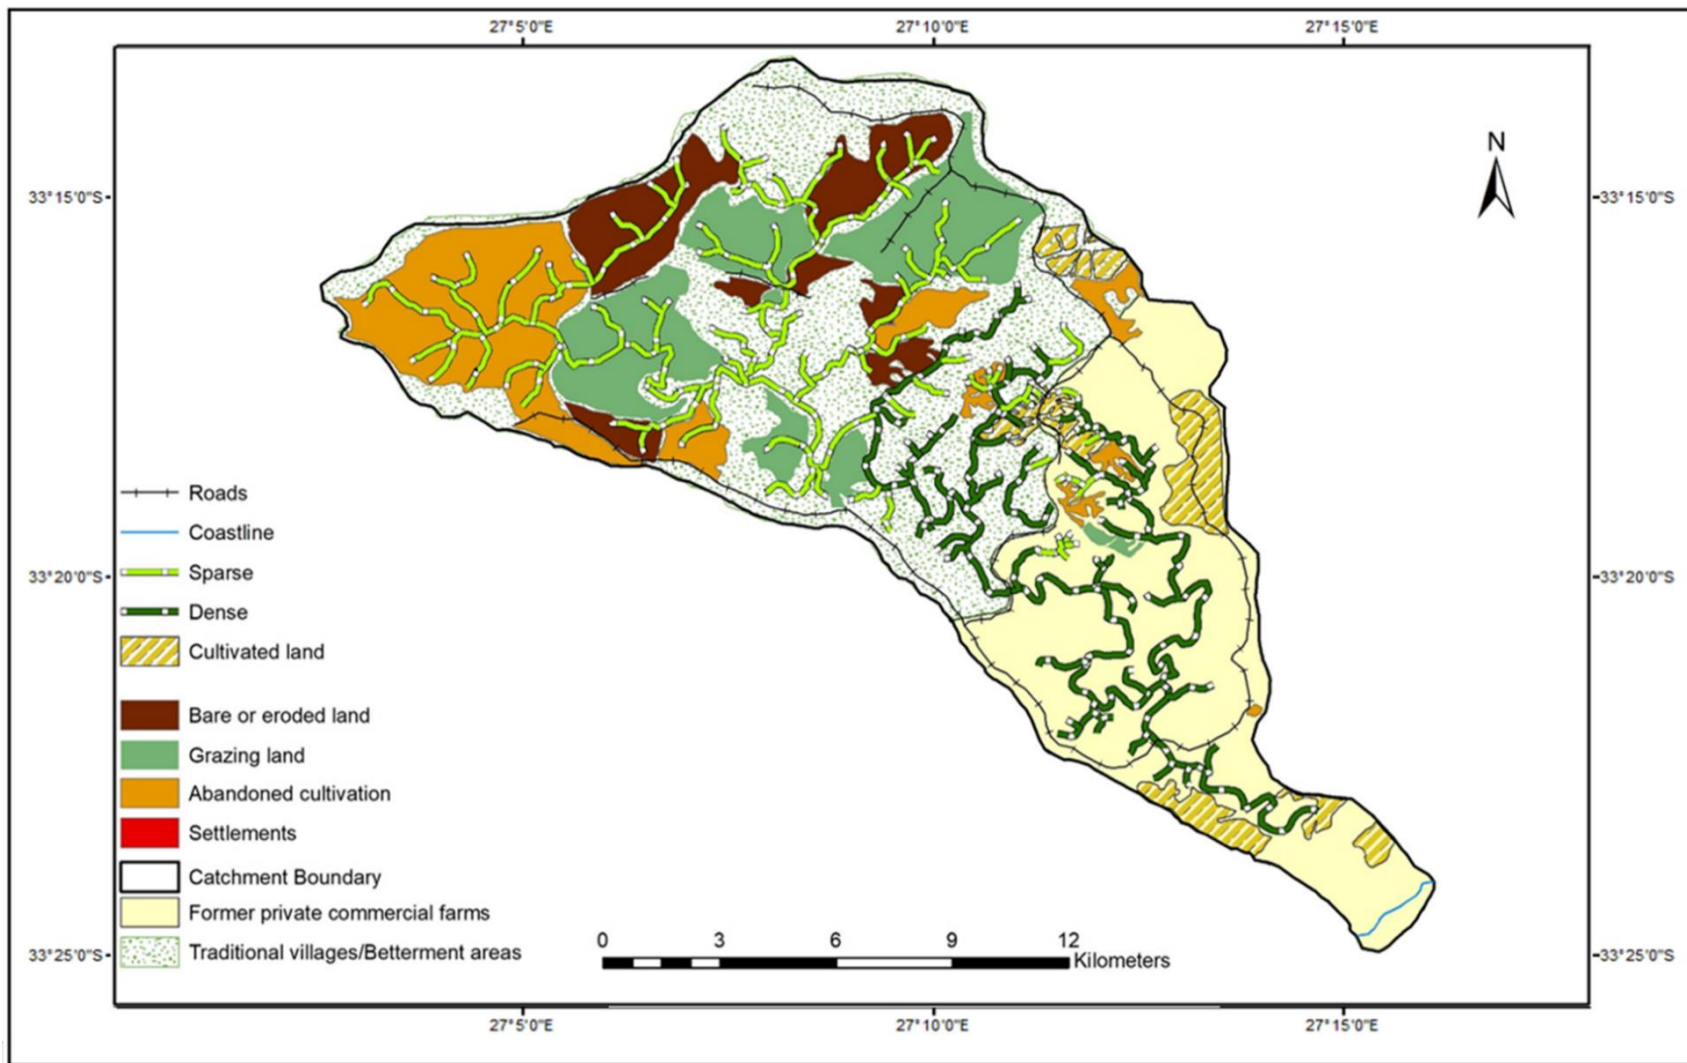 27°5'0"E 27°10'0"E 27°15'0"E
N
33°15'0"S 33°15'0"S
Roads
Coastline
Sparse
33°20'0"S 33°20'0"S
Dense
Cultivated land
Bare or eroded land
Grazing land
Abandoned cultivation
Settlements
Catchment Boundary
Former private commercial farms
Traditional villages/Betterment areas
0 3 6 9 12
Kilometers
33°25'0"S 33°25'0"S
27°5'0"E 27°10'0"E 27°15'0"E